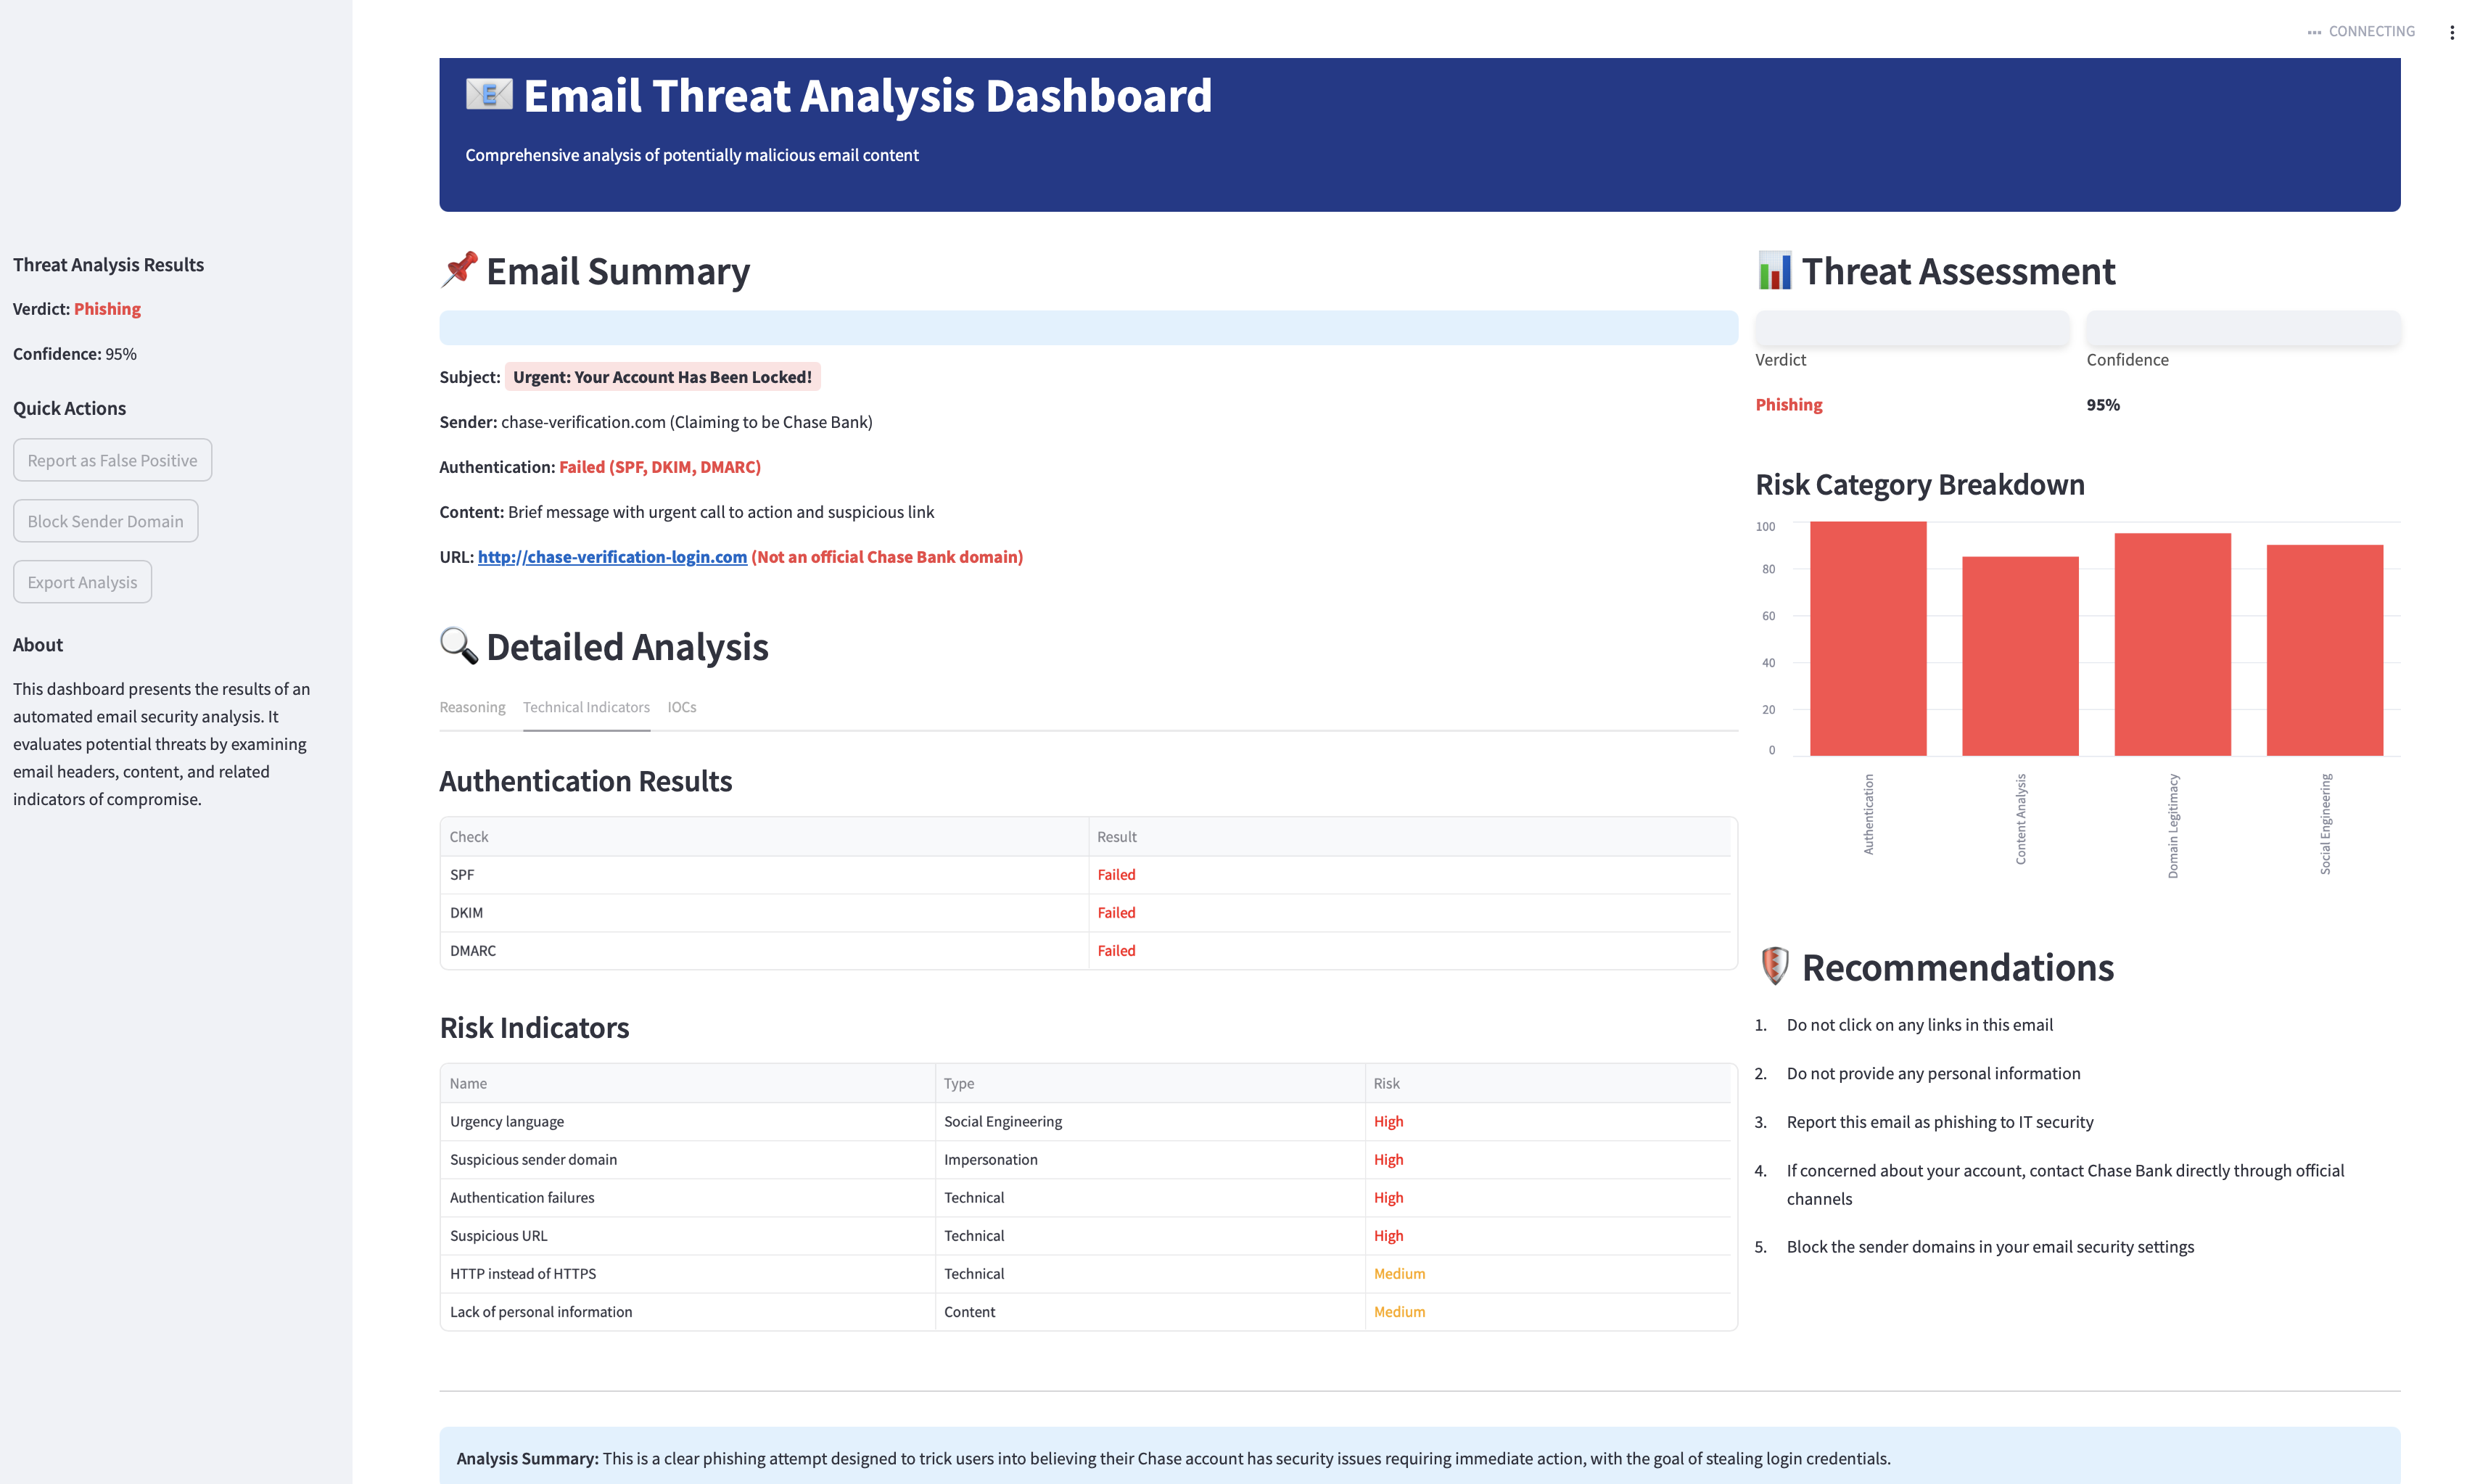 CONNECTING
Email Threat Analysis Dashboard
Comprehensive analysis of potentially malicious email content
Threat Analysis Results
Verdict: Phishing
Confidence: 95%
Quick Actions
Report as False Positive
Block Sender Domain
Export Analysis
About
This dashboard presents the results of an
automated email security analysis. It
evaluates potential threats by examining
email headers, content, and related
indicators of compromise.
Email Summary
Subject: Urgent: Your Account Has Been Locked!
Sender: chase-verification.com (Claiming to be Chase Bank)
Authentication: Failed (SPF, DKIM, DMARC)
Content: Brief message with urgent call to action and suspicious link
URL: http://chase-verification-login.com (Not an official Chase Bank domain)
Detailed Analysis
Reasoning Technical Indicators IOCs
Authentication Results
Check Result
SPF Failed
DKIM Failed
DMARC Failed
Risk Indicators
Name Type Risk
Urgency language Social Engineering High
Suspicious sender domain Impersonation High
Authentication failures Technical High
Suspicious URL Technical High
HTTP instead of HTTPS Technical Medium
Lack of personal information Content Medium
Threat Assessment
Verdict Confidence
Phishing 95%
Risk Category Breakdown
100
80
60
40
20
0
Authentication
Content Analysis
Domain Legitimacy
Social Engineering
Recommendations
1. Do not click on any links in this email
2. Do not provide any personal information
3. Report this email as phishing to IT security
4. If concerned about your account, contact Chase Bank directly through official
channels
5. Block the sender domains in your email security settings
Analysis Summary: This is a clear phishing attempt designed to trick users into believing their Chase account has security issues requiring immediate action, with the goal of stealing login credentials.